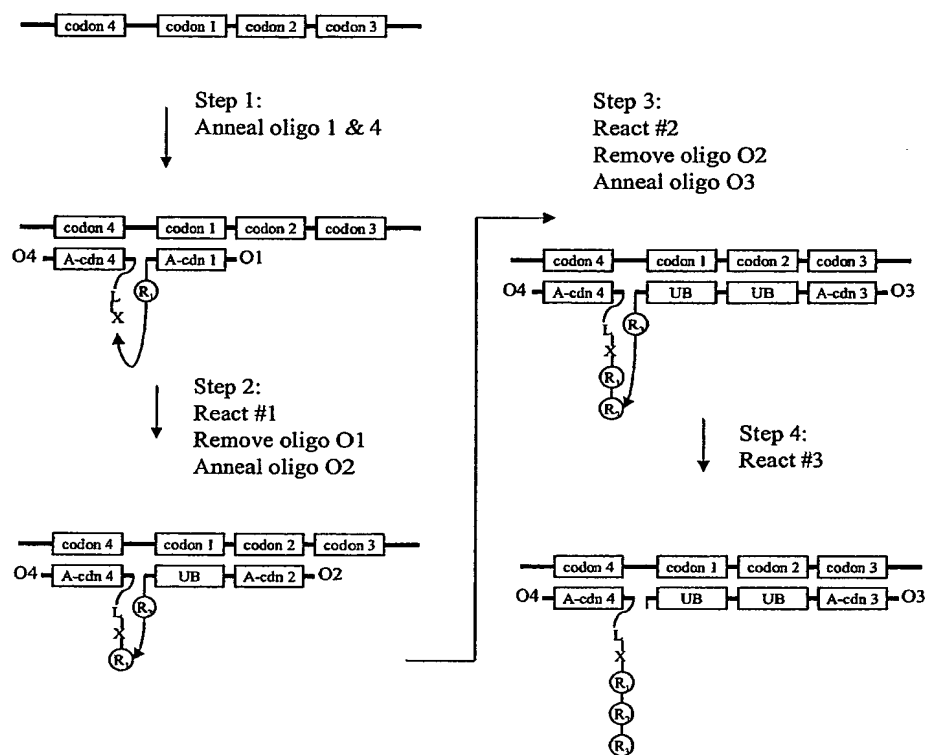 codon 4 codon 1 codon 2 codon 3
Step 1:
Anneal oligo 1 & 4
codon 4 codon 1 codon 2 codon 3
O4 A-cdn 4 A-cdn 1 O1
L R₁
X
Step 2:
React #1
Remove oligo O1
Anneal oligo O2
codon 4 codon 1 codon 2 codon 3
O4 A-cdn 4 UB A-cdn 2 O2
L R₂
X
R₁
Step 3:
React #2
Remove oligo O2
Anneal oligo O3
codon 4 codon 1 codon 2 codon 3
O4 A-cdn 4 UB UB A-cdn 3 O3
L R₃
X
R₁
R₂
Step 4:
React #3
codon 4 codon 1 codon 2 codon 3
O4 A-cdn 4 UB UB A-cdn 3 O3
L
X
R₁
R₂
R₃